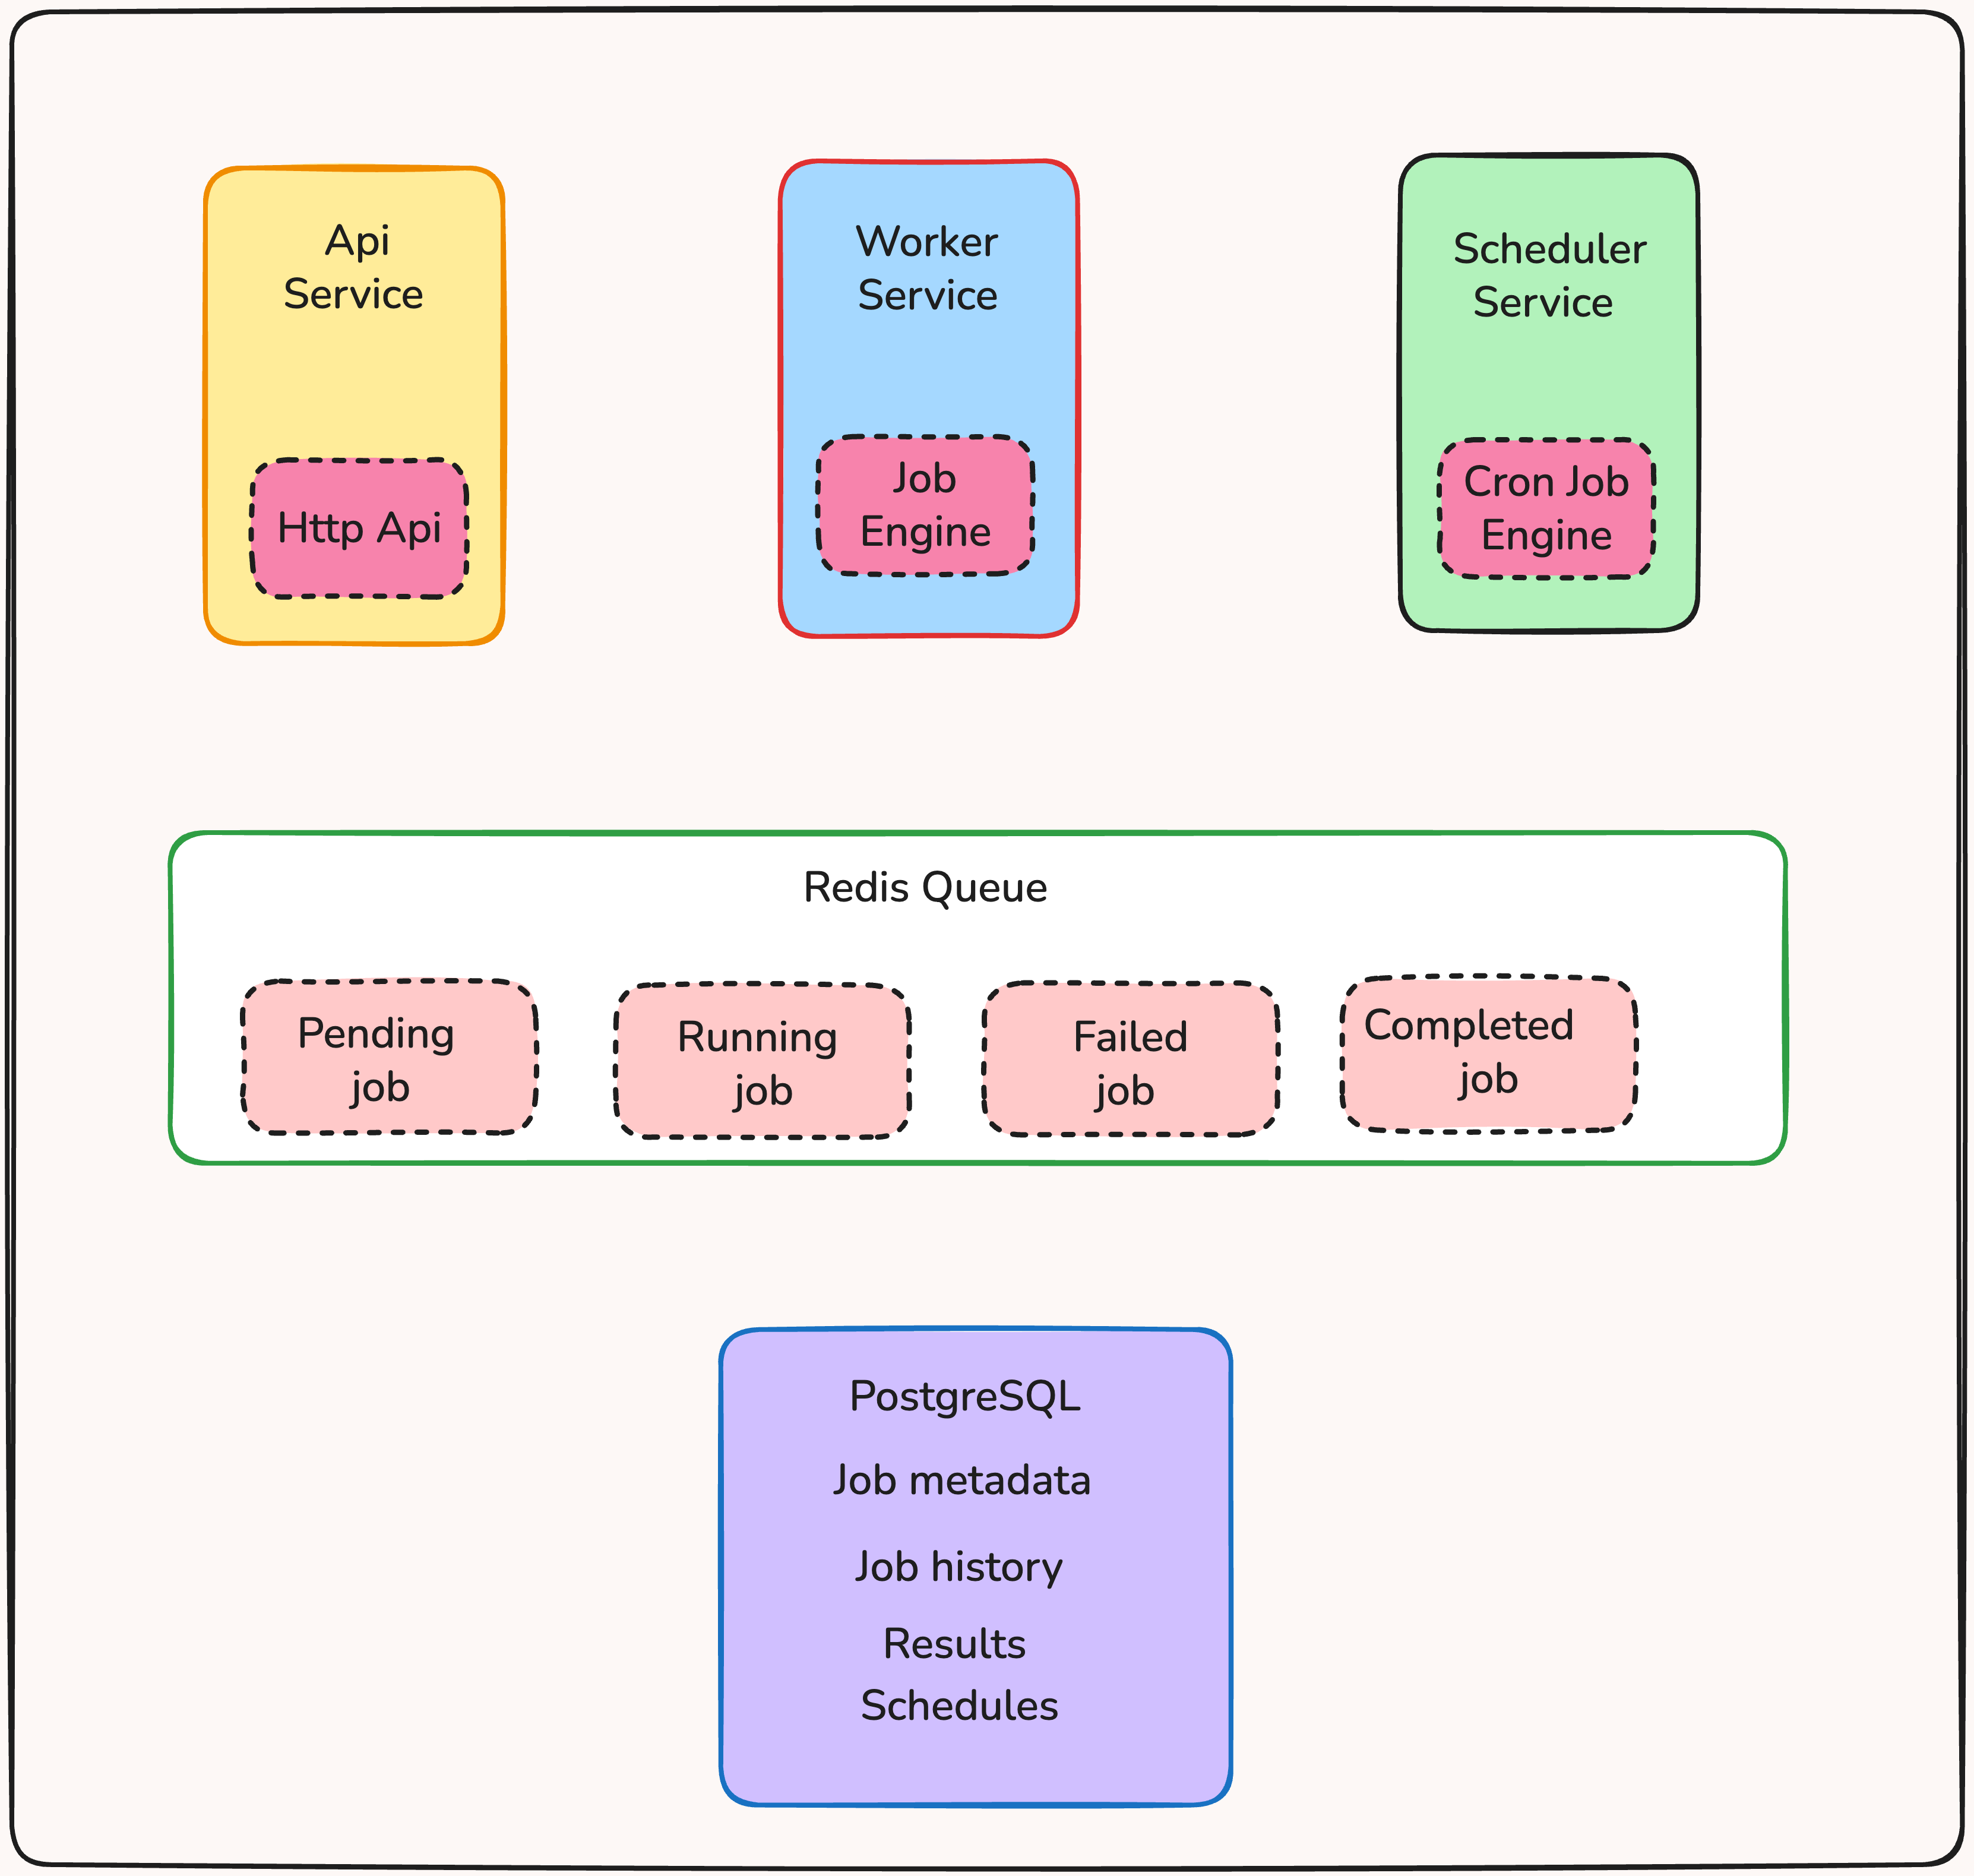 Api
Service
Http Api
Worker
Service
Job
Engine
Scheduler
Service
Cron Job
Engine
Redis Queue
Pending
job
Running
job
Failed
job
Completed
job
PostgreSQL
Job metadata
Job history
Results
Schedules